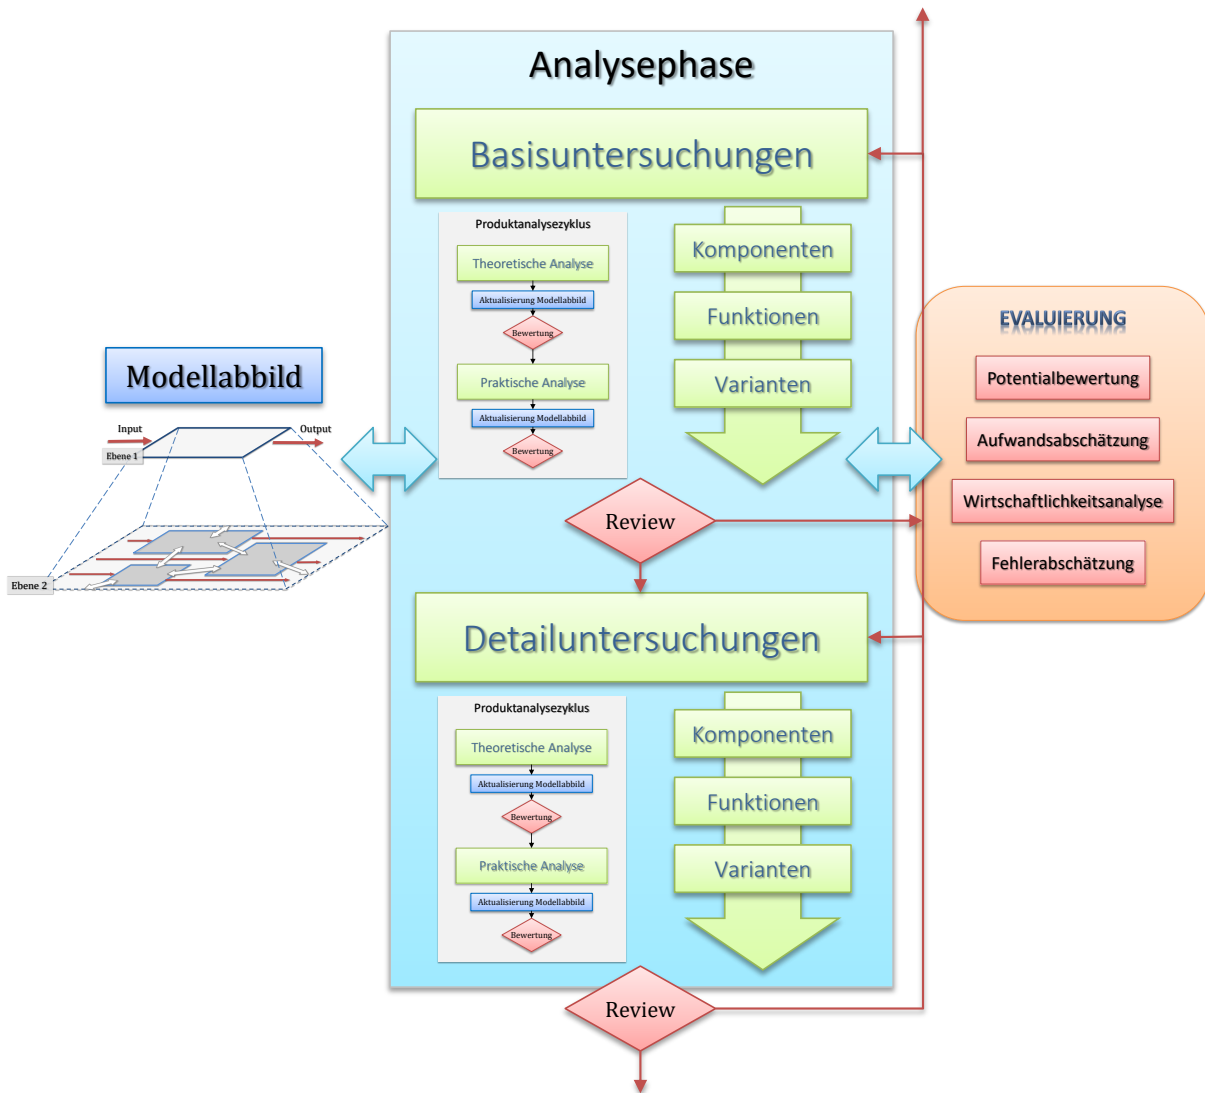 Analysephase
Basisuntersuchungen
Produktanalysezyklus
Theoretische Analyse
Aktualisierung Modellabbild
Bewertung
Praktische Analyse
Aktualisierung Modellabbild
Bewertung
Komponenten
Funktionen
Varianten
Review
Modellabbild
Input
Output
Ebene 1
Ebene 2
EVALUIERUNG
Potentialbewertung
Aufwandsabschätzung
Wirtschaftlichkeitsanalyse
Fehlerabschätzung
Detailuntersuchungen
Produktanalysezyklus
Theoretische Analyse
Aktualisierung Modellabbild
Bewertung
Praktische Analyse
Aktualisierung Modellabbild
Bewertung
Komponenten
Funktionen
Varianten
Review